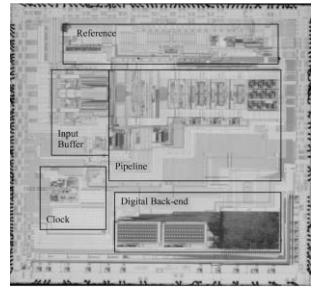 Reference
Input
Buffer
Pipeline
Clock
Digital Back-end